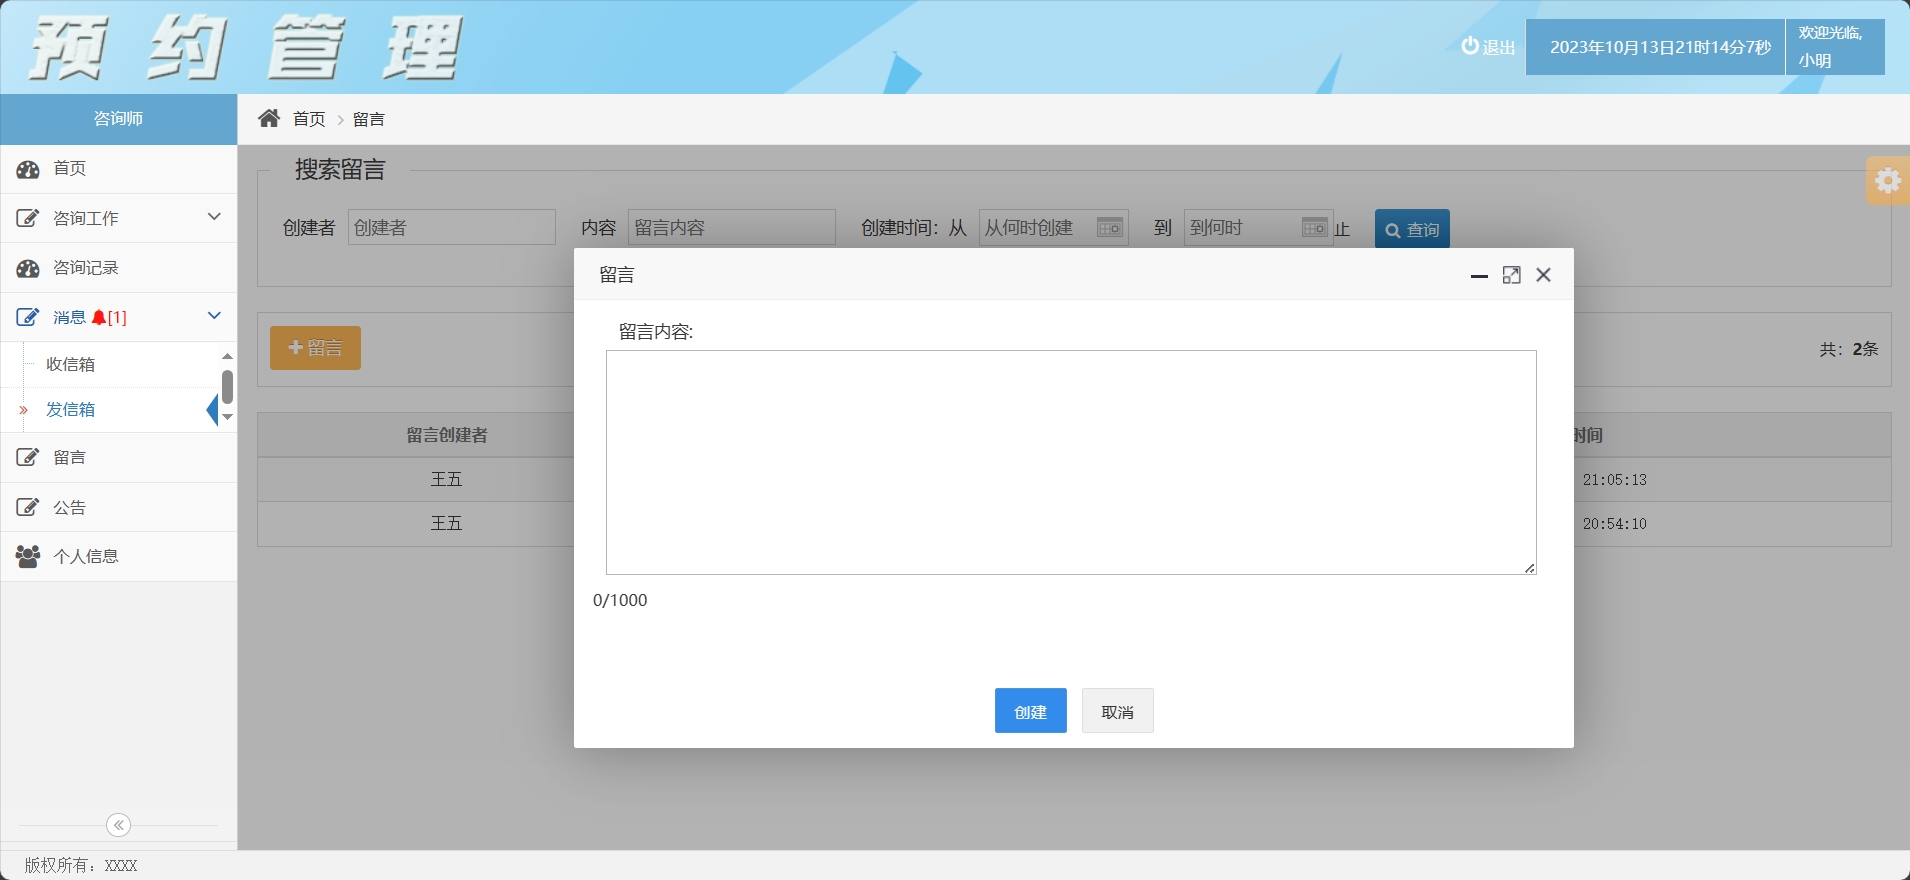 预约管理
退出
2023年10月13日21时14分7秒
欢迎光临,
小明
咨询师
首页
咨询工作
咨询记录
消息 [1]
收信箱
发信箱
留言
公告
个人信息
版权所有：XXXX
首页 > 留言
搜索留言
创建者 创建者 内容 留言内容 创建时间：从 从何时创建 到 到何时 止 查询
留言
共：2条
留言创建者 时间
王五 21:05:13
王五 20:54:10
留言
留言内容:
0/1000
创建 取消